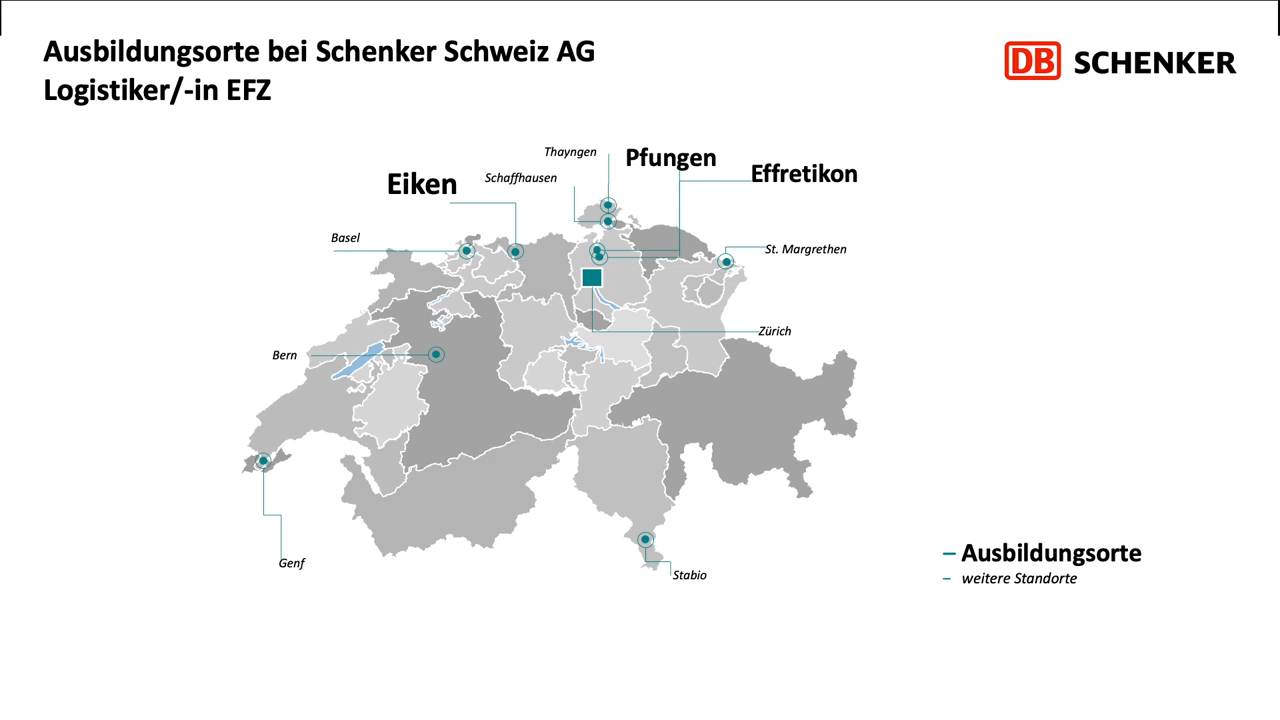 Ausbildungsorte bei Schenker Schweiz AG
Logistiker/-in EFZ
DB SCHENKER
Thayngen
Pfungen
Effretikon
Schaffhausen
Eiken
Basel
St. Margrethen
Zürich
Bern
Genf
Stabio
– Ausbildungsorte
– weitere Standorte